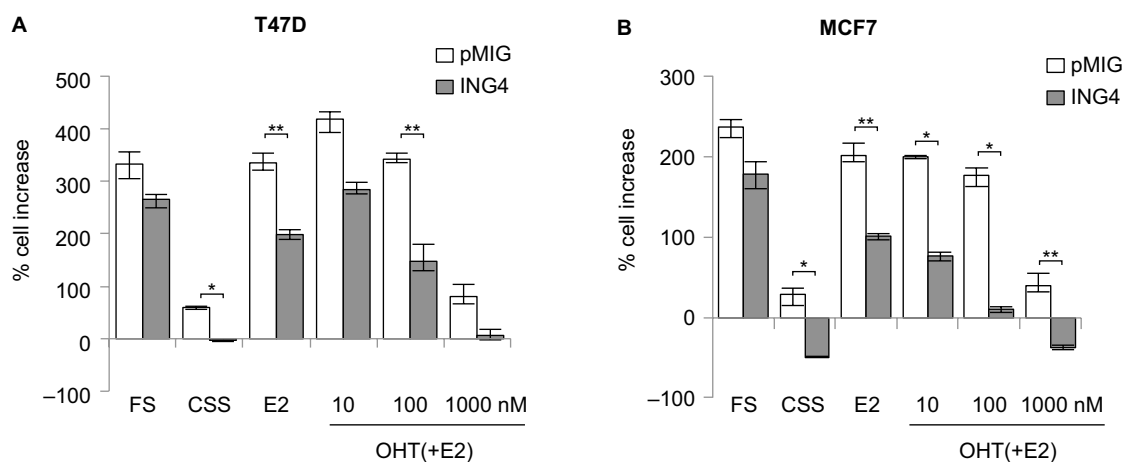 A
T47D
pMIG
ING4
500
400
300
200
100
0
–100
% cell increase
**
**
*
FS CSS E2 10 100 1000 nM
OHT(+E2)
B
MCF7
pMIG
ING4
300
200
100
0
–100
% cell increase
**
*
*
*
**
FS CSS E2 10 100 1000 nM
OHT(+E2)